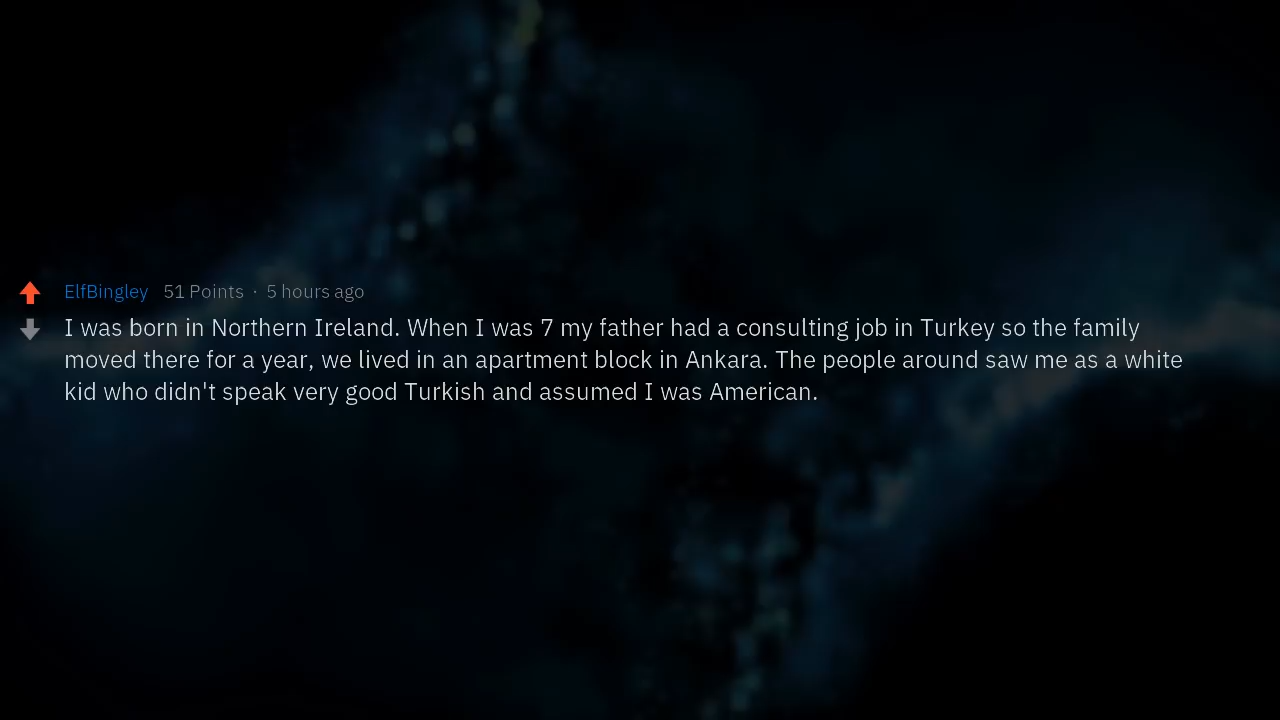 ElfBingley 51 Points · 5 hours ago
I was born in Northern Ireland. When I was 7 my father had a consulting job in Turkey so the family
moved there for a year, we lived in an apartment block in Ankara. The people around saw me as a white
kid who didn't speak very good Turkish and assumed I was American.